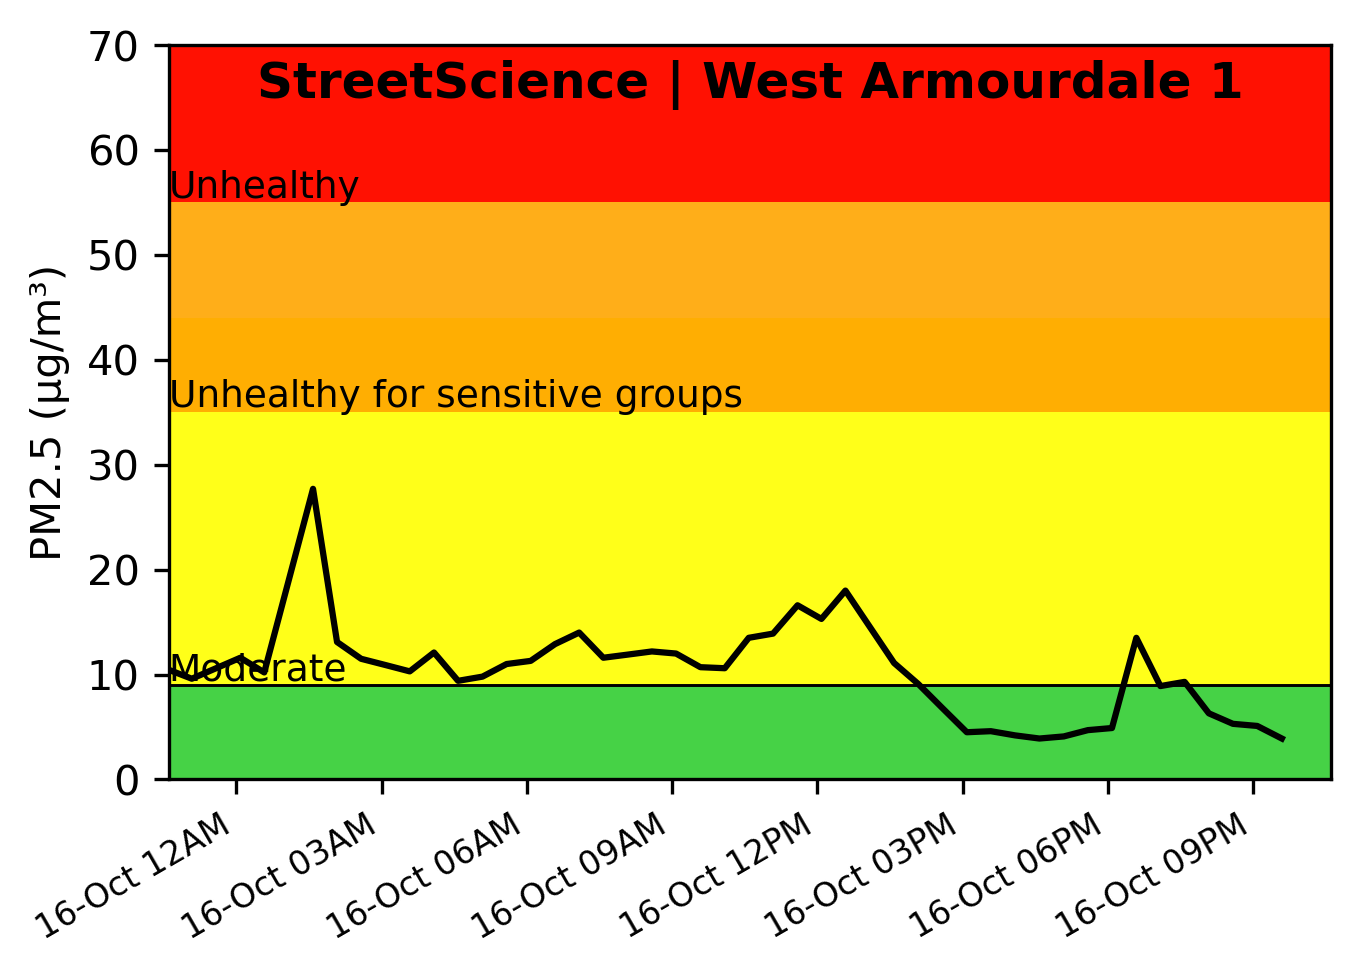 StreetScience | West Armourdale 1
PM2.5 (µg/m³)
70
60
50
40
30
20
10
0
Unhealthy
Unhealthy for sensitive groups
Moderate
16-Oct 12AM
16-Oct 03AM
16-Oct 06AM
16-Oct 09AM
16-Oct 12PM
16-Oct 03PM
16-Oct 06PM
16-Oct 09PM